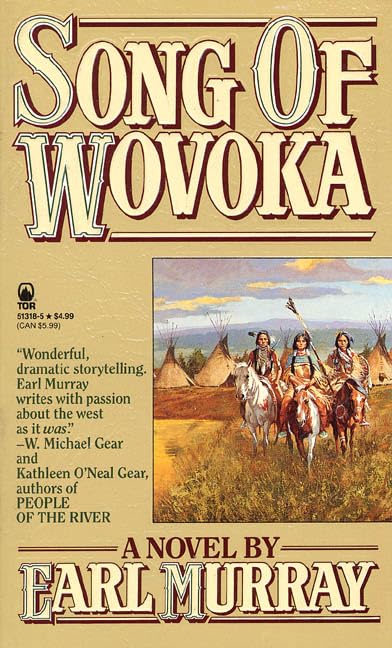 SONG OF
WOVOKA
TOR
51318-5 ★ $4.99
(CAN $5.99)
"Wonderful,
dramatic storytelling.
Earl Murray
writes with passion
about the west
as it was."
–W. Michael Gear
and
Kathleen O'Neal Gear,
authors of
PEOPLE
OF THE RIVER
A NOVEL BY
EARL MURRAY